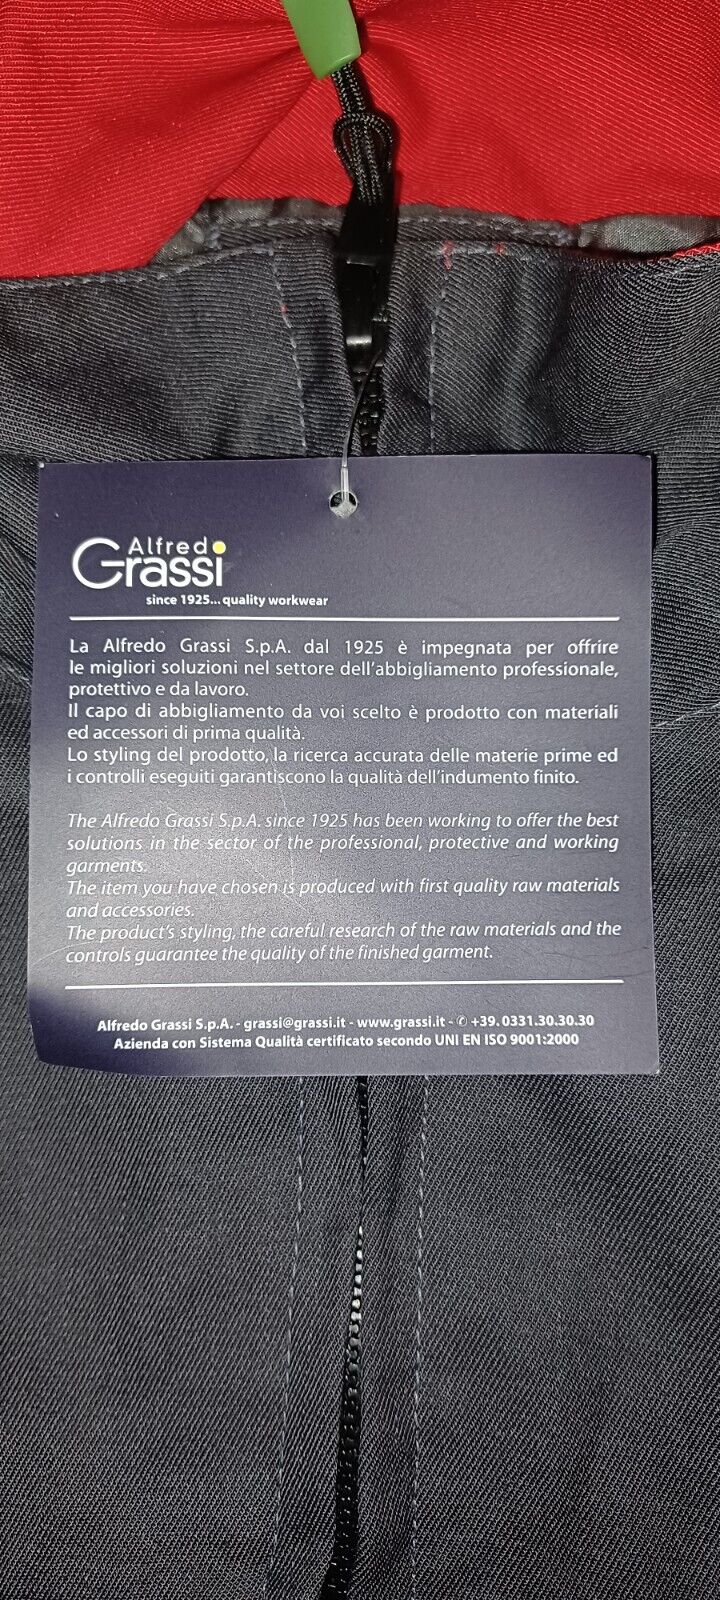 Alfredo
Grassi
since 1925... quality workwear
La Alfredo Grassi S.p.A. dal 1925 è impegnata per offrire
le migliori soluzioni nel settore dell'abbigliamento professionale,
protettivo e da lavoro.
Il capo di abbigliamento da voi scelto è prodotto con materiali
ed accessori di prima qualità.
Lo styling del prodotto, la ricerca accurata delle materie prime ed
i controlli eseguiti garantiscono la qualità dell'indumento finito.
The Alfredo Grassi S.p.A. since 1925 has been working to offer the best
solutions in the sector of the professional, protective and working
garments.
The item you have chosen is produced with first quality raw materials
and accessories.
The product's styling, the careful research of the raw materials and the
controls guarantee the quality of the finished garment.
Alfredo Grassi S.p.A. - grassi@grassi.it - www.grassi.it - ✆ +39.0331.30.30.30
Azienda con Sistema Qualità certificato secondo UNI EN ISO 9001:2000